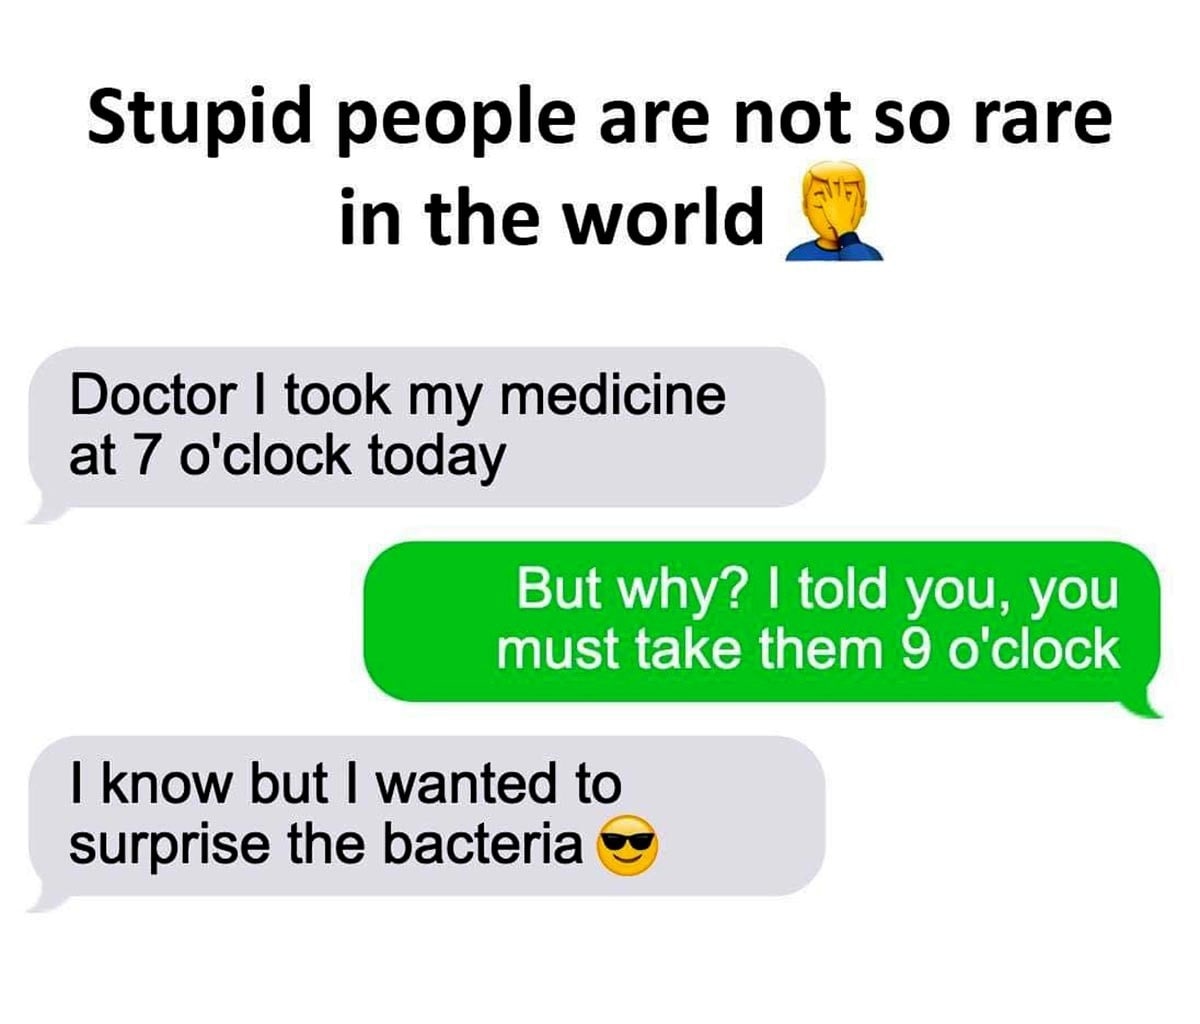 Stupid people are not so rare
in the world 🤦‍♂️
Doctor I took my medicine
at 7 o'clock today
But why? I told you, you
must take them 9 o'clock
I know but I wanted to
surprise the bacteria 😎